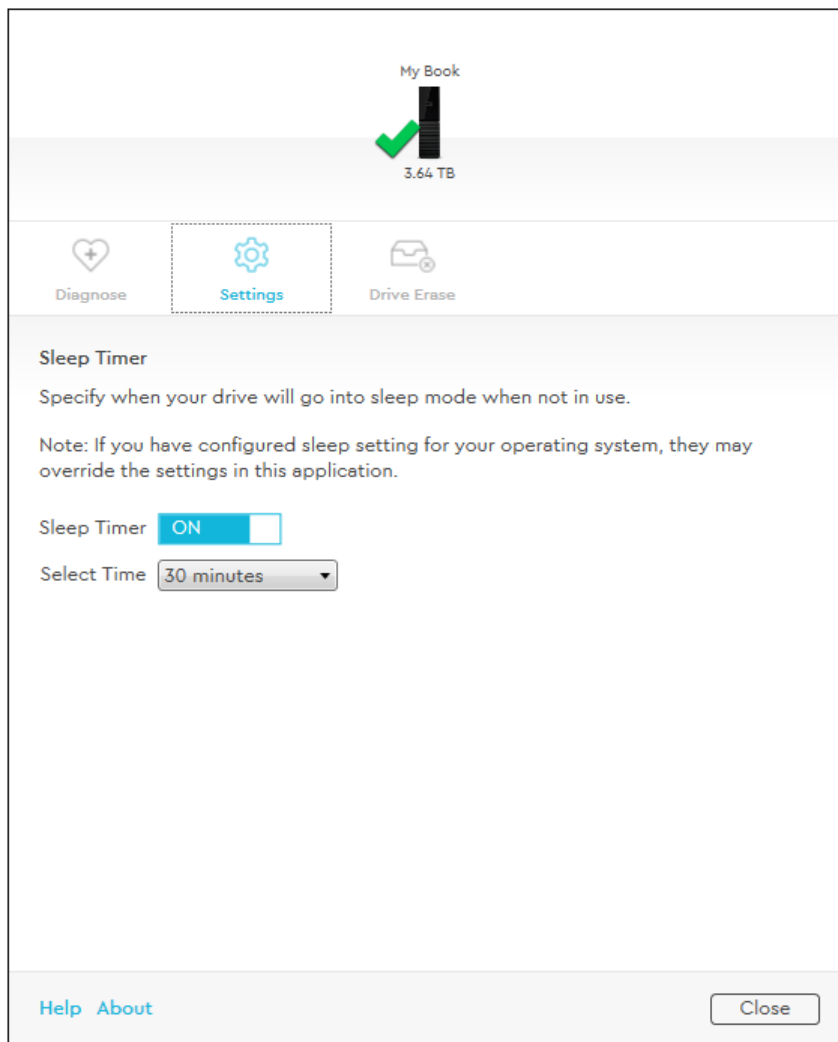 My Book
3.64 TB
Diagnose
Settings
Drive Erase
Sleep Timer
Specify when your drive will go into sleep mode when not in use.
Note: If you have configured sleep setting for your operating system, they may
override the settings in this application.
Sleep Timer ON
Select Time 30 minutes
Help About
Close